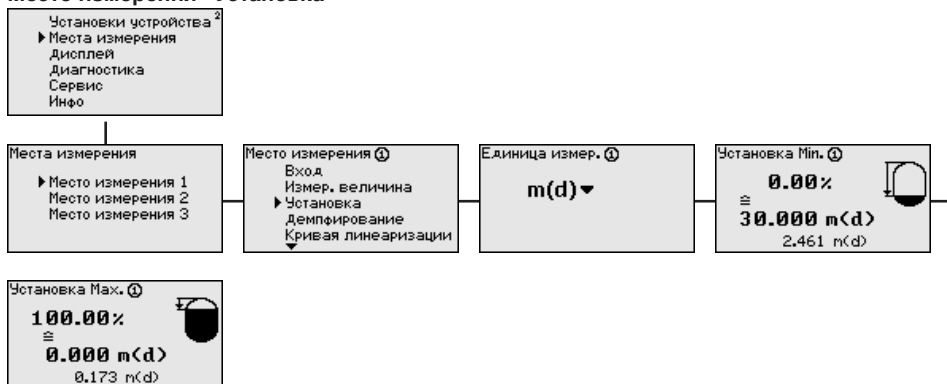 Место измерения - Установка
Установки устройства 2
▶Места измерения
Дисплей
Диагностика
Сервис
Инфо
Места измерения
▶Место измерения 1
Место измерения 2
Место измерения 3
Место измерения ①
Вход
Измер. величина
▶Установка
Демпфирование
Кривая линеаризации
▼
Единица измер. ①
m(d)▼
Установка Min. ①
0.00%
≙
30.000 m(d)
2.461 m(d)
Установка Max. ①
100.00%
≙
0.000 m(d)
0.173 m(d)